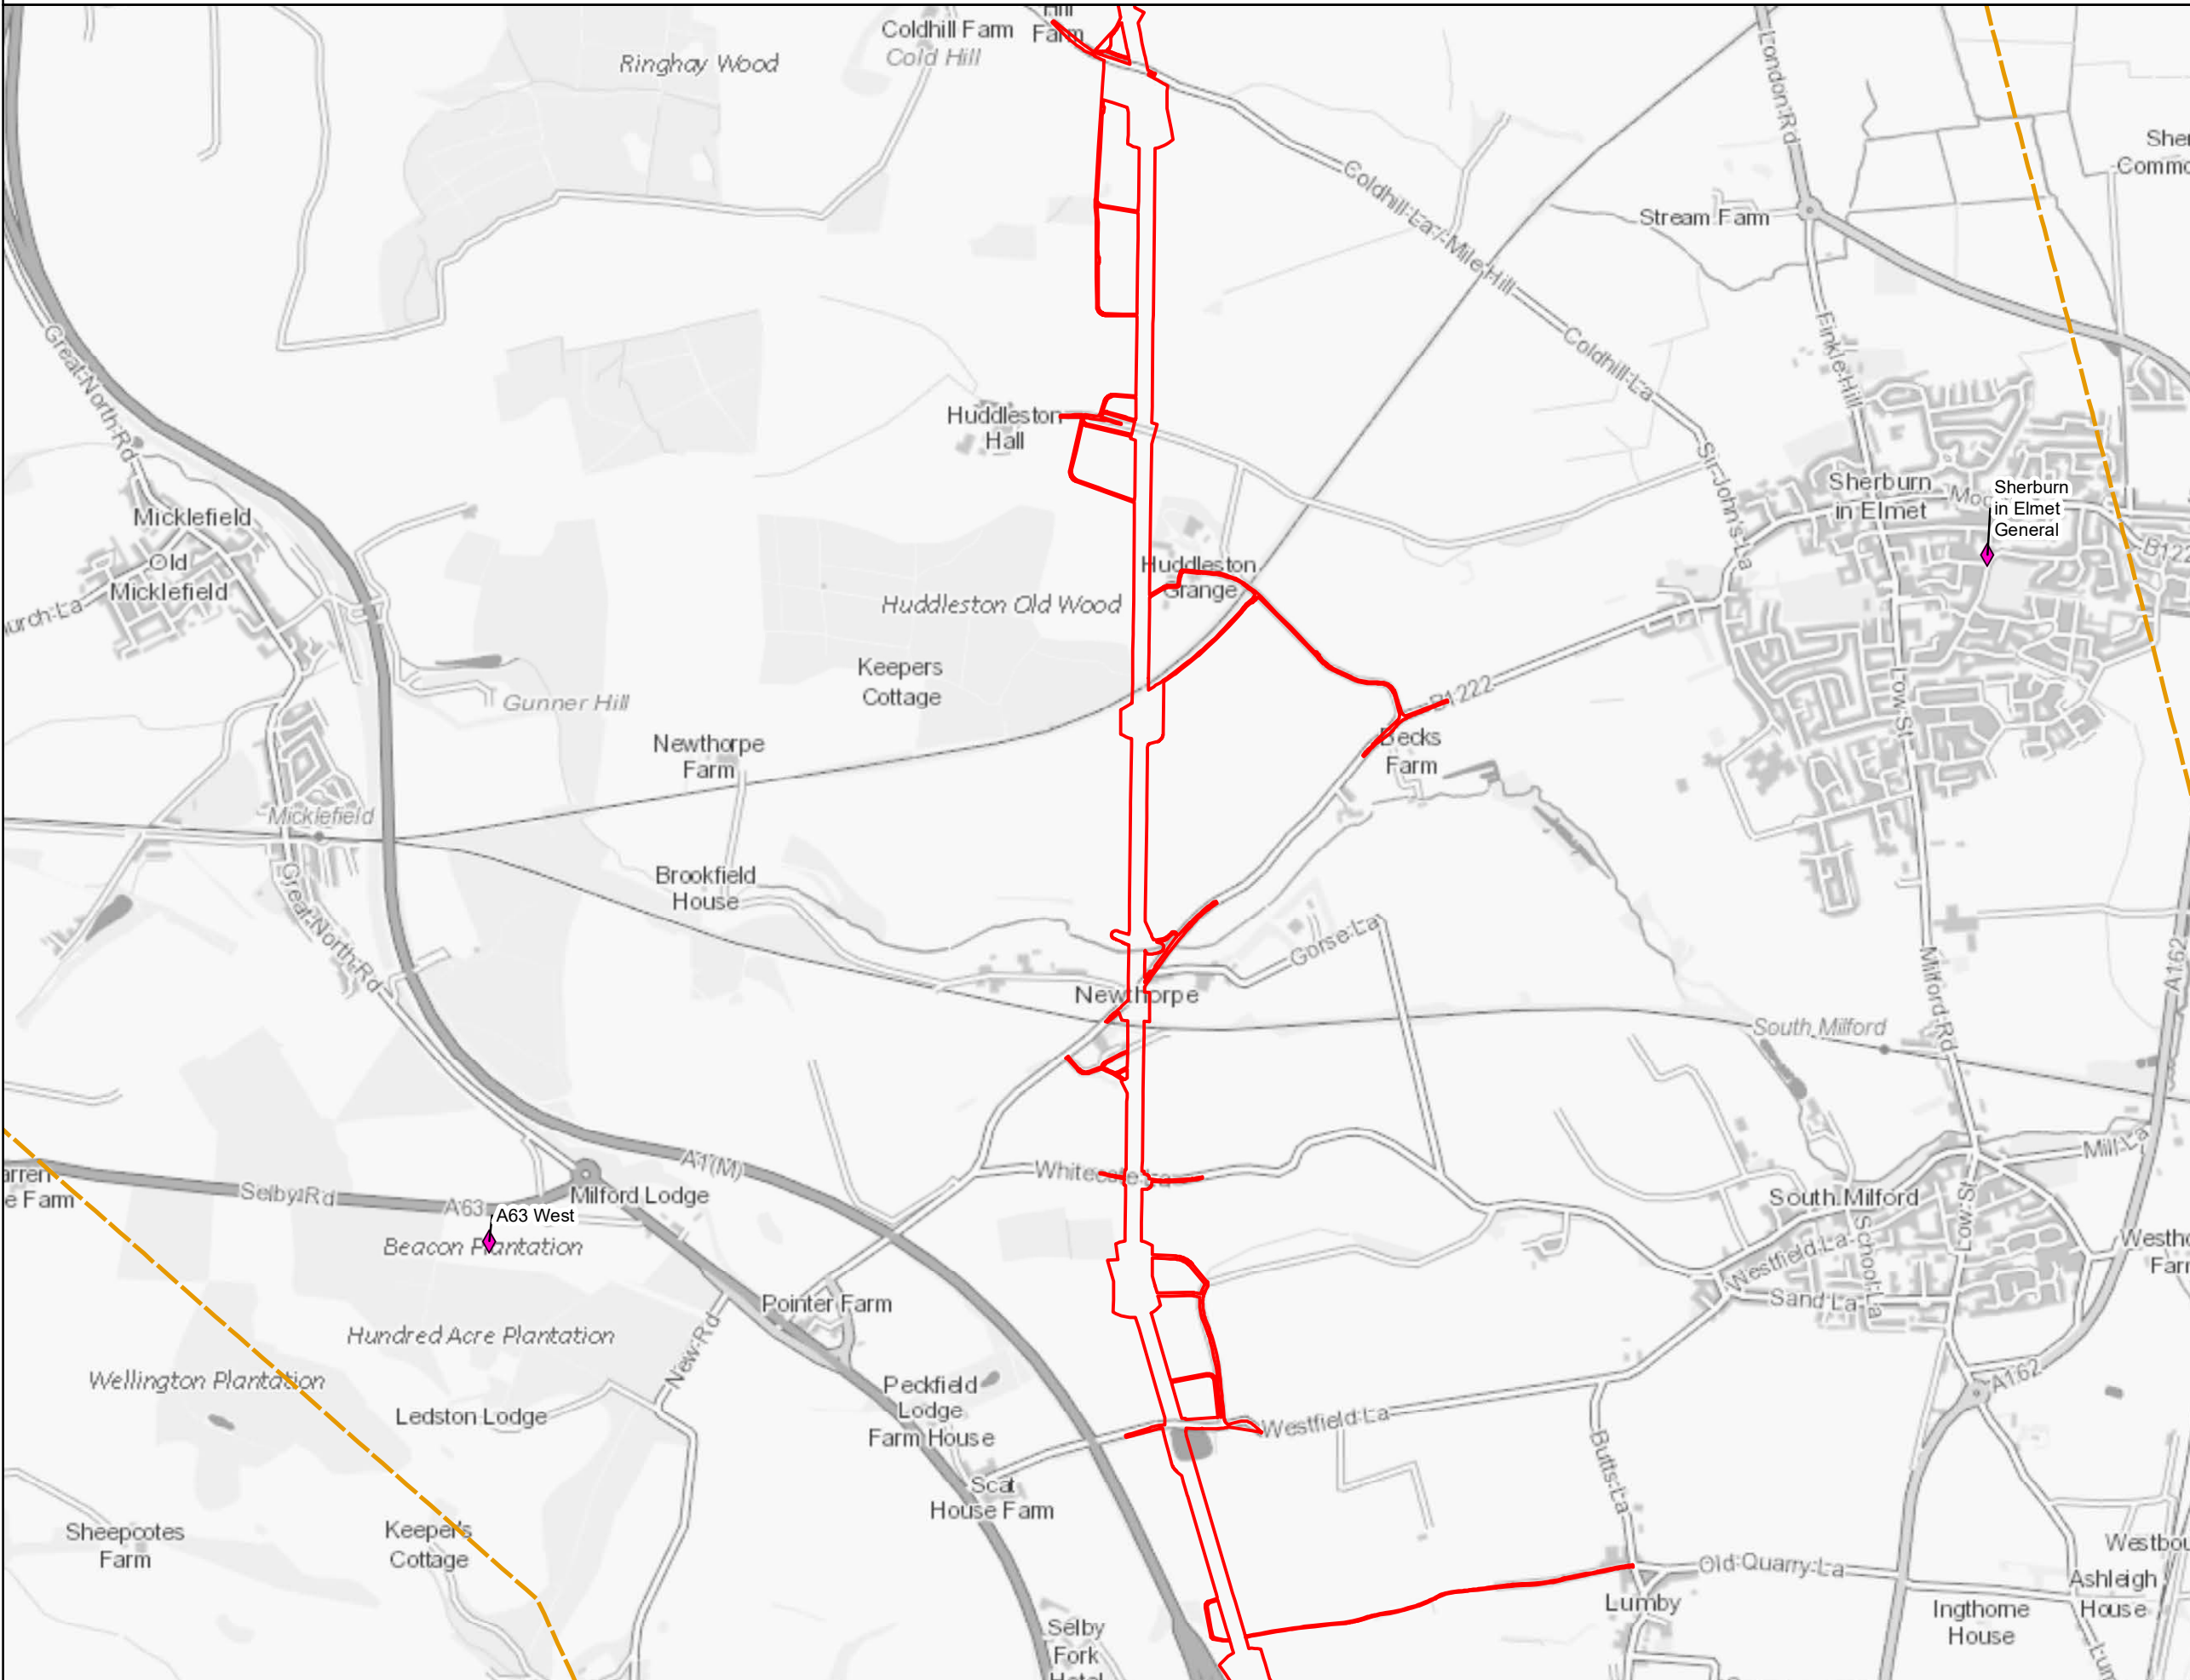 Coldhill Farm
Hill
Farm
Cold Hill
Ringhay Wood
London Rd
Stream Farm
Coldhill La / Mile Hill
Coldhill La
Great North Rd
Finkle Hill
Huddleston
Hall
Sir John's La
Sherburn
in Elmet
Sherburn
in Elmet
General
Micklefield
Old
Micklefield
Huddleston
Grange
Huddleston Old Wood
Keepers
Cottage
Gunner Hill
B1222
Low St
Newthorpe
Farm
Becks
Farm
Micklefield
Brookfield
House
Great North Rd
Gorse La
Newthorpe
Milford Rd
A162
South Milford
A1(M)
Mill La
Selby Rd
A63
Milford Lodge
A63 West
Beacon Plantation
South Milford
Westfield La
School La
Low St
Sand La
Pointer Farm
Hundred Acre Plantation
New Rd
Wellington Plantation
Ledston Lodge
Peckfield
Lodge
Farm House
Westfield La
A162
Butts La
Scat
House Farm
Sheepcotes
Farm
Keeper's
Cottage
Old Quarry La
Lumby
Ashleigh
House
Ingthorne
House
Selby
Fork
Hotel